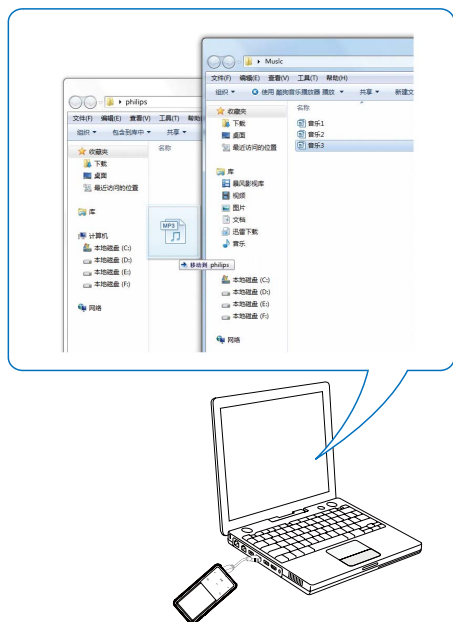 Music
文件(F) 编辑(E) 查看(V) 工具(T) 帮助(H)
组织 使用 酷狗音乐播放器 播放 共享 新建文
名称
收藏夹
下载
桌面
最近访问的位置
库
暴风影视库
视频
图片
文档
迅雷下载
音乐
本地磁盘 (C:)
本地磁盘 (D:)
本地磁盘 (E:)
本地磁盘 (F:)
网络
音乐1
音乐2
音乐3
philips
文件(F) 编辑(E) 查看(V) 工具(T) 帮助
组织 包含到库中 共享
名称
收藏夹
下载
桌面
最近访问的位置
库
计算机
本地磁盘 (C:)
本地磁盘 (D:)
本地磁盘 (E:)
本地磁盘 (F:)
网络
MP3
移动到 philips